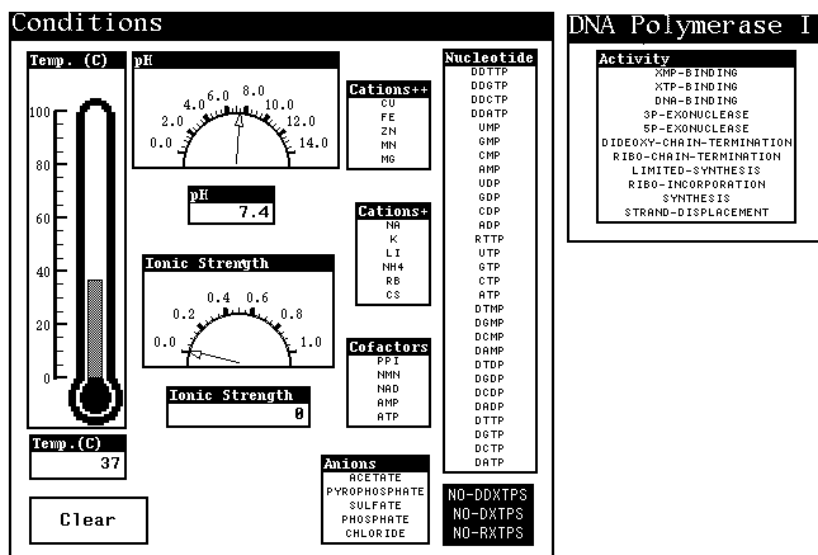 Conditions
Temp. (C)
100
80
60
40
20
0
Temp.(C)
37
Clear
pH
0.0
2.0
4.0
6.0
8.0
10.0
12.0
14.0
pH
7.4
Ionic Strength
0.0
0.2
0.4
0.6
0.8
1.0
Ionic Strength
0
Cations++
CU
FE
ZN
MN
MG
Cations+
NA
K
LI
NH4
RB
CS
Cofactors
PPI
NMN
NAD
AMP
ATP
Anions
ACETATE
PYROPHOSPHATE
SULFATE
PHOSPHATE
CHLORIDE
Nucleotide
DDTTP
DDGTP
DDCTP
DDATP
UMP
GMP
CMP
AMP
UDP
GDP
CDP
ADP
RTTP
UTP
GTP
CTP
ATP
DTMP
DGMP
DCMP
DAMP
DTDP
DGDP
DCDP
DADP
DTTP
DGTP
DCTP
DATP
NO-DDXTPS
NO-DXTPS
NO-RXTPS
DNA Polymerase I
Activity
XMP-BINDING
XTP-BINDING
DNA-BINDING
3P-EXONUCLEASE
5P-EXONUCLEASE
DIDEOXY-CHAIN-TERMINATION
RIBO-CHAIN-TERMINATION
LIMITED-SYNTHESIS
RIBO-INCORPORATION
SYNTHESIS
STRAND-DISPLACEMENT